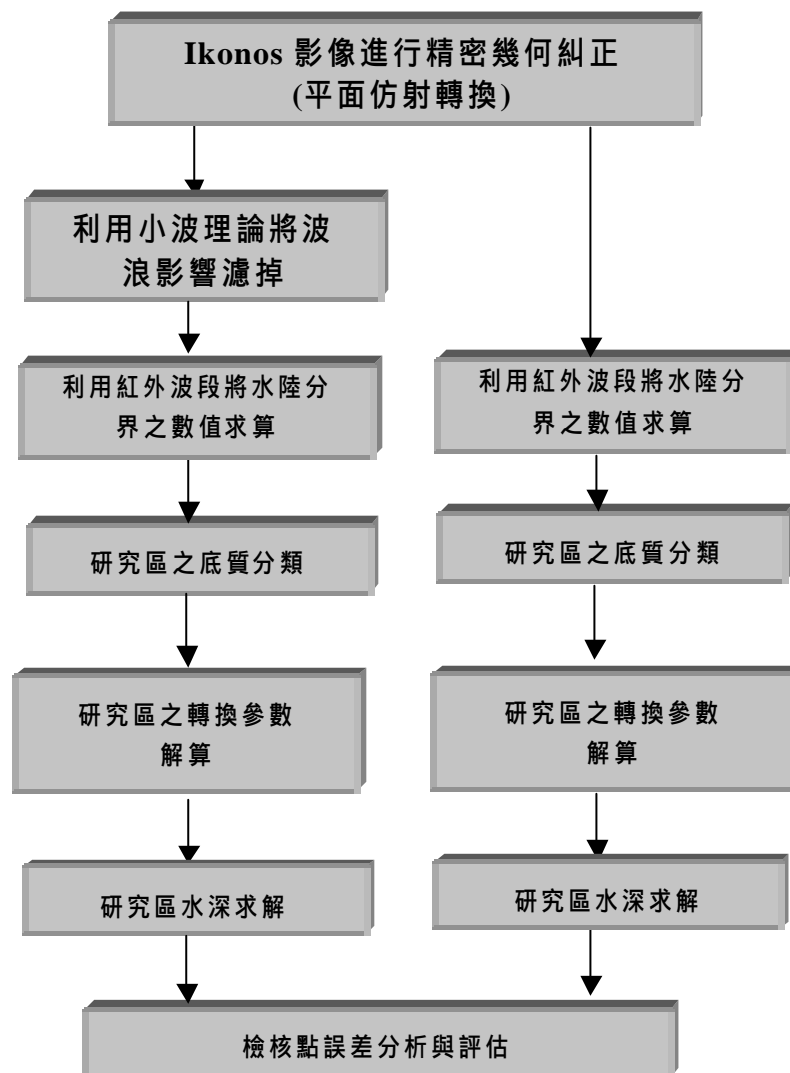 Ikonos 影像進行精密幾何糾正
(平面仿射轉換)
利用小波理論將波
浪影響濾掉
利用紅外波段將水陸分
界之數值求算
研究區之底質分類
研究區之轉換參數
解算
研究區水深求解
利用紅外波段將水陸分
界之數值求算
研究區之底質分類
研究區之轉換參數
解算
研究區水深求解
檢核點誤差分析與評估